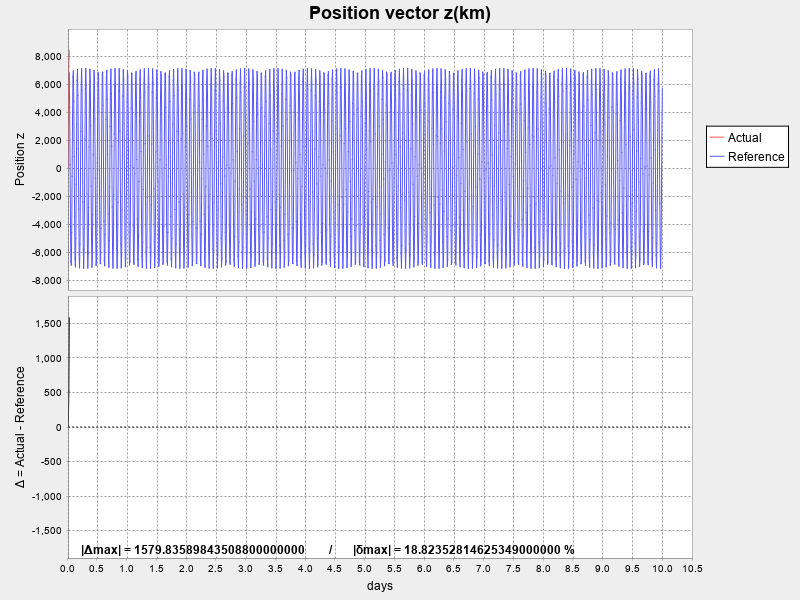 Position vector z(km)
8,000
6,000
4,000
2,000
0
-2,000
-4,000
-6,000
-8,000
Position z
Actual
Reference
1,500
1,000
500
0
-500
-1,000
-1,500
Δ = Actual - Reference
|Δmax| = 1579.83589843508800000000 / |δmax| = 18.82352814625349000000 %
0.0 0.5 1.0 1.5 2.0 2.5 3.0 3.5 4.0 4.5 5.0 5.5 6.0 6.5 7.0 7.5 8.0 8.5 9.0 9.5 10.0 10.5
days